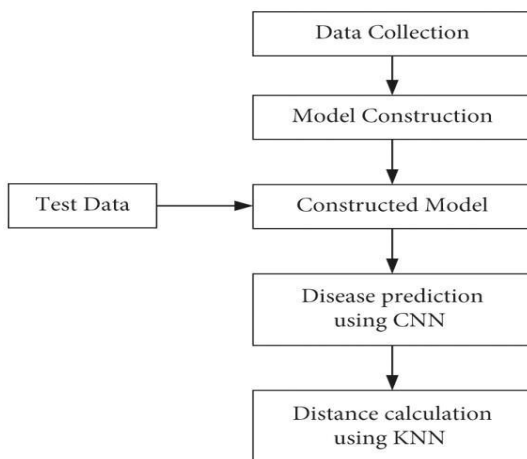 Data Collection
Model Construction
Test Data
Constructed Model
Disease prediction
using CNN
Distance calculation
using KNN